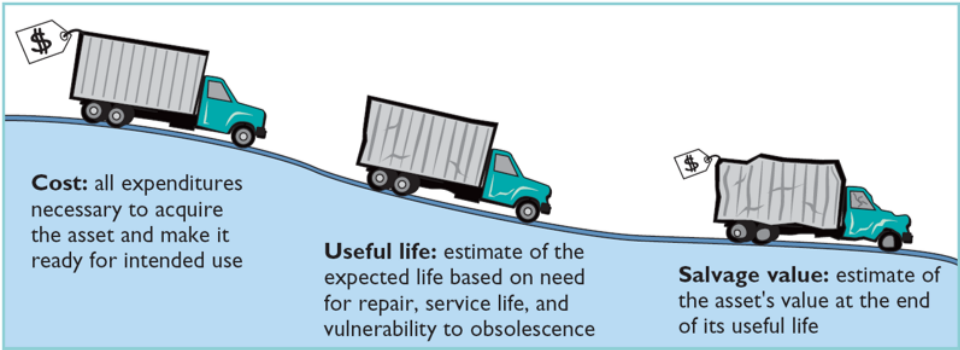 $
Cost: all expenditures
necessary to acquire
the asset and make it
ready for intended use
Useful life: estimate of the
expected life based on need
for repair, service life, and
vulnerability to obsolescence
$
Salvage value: estimate of
the asset's value at the end
of its useful life